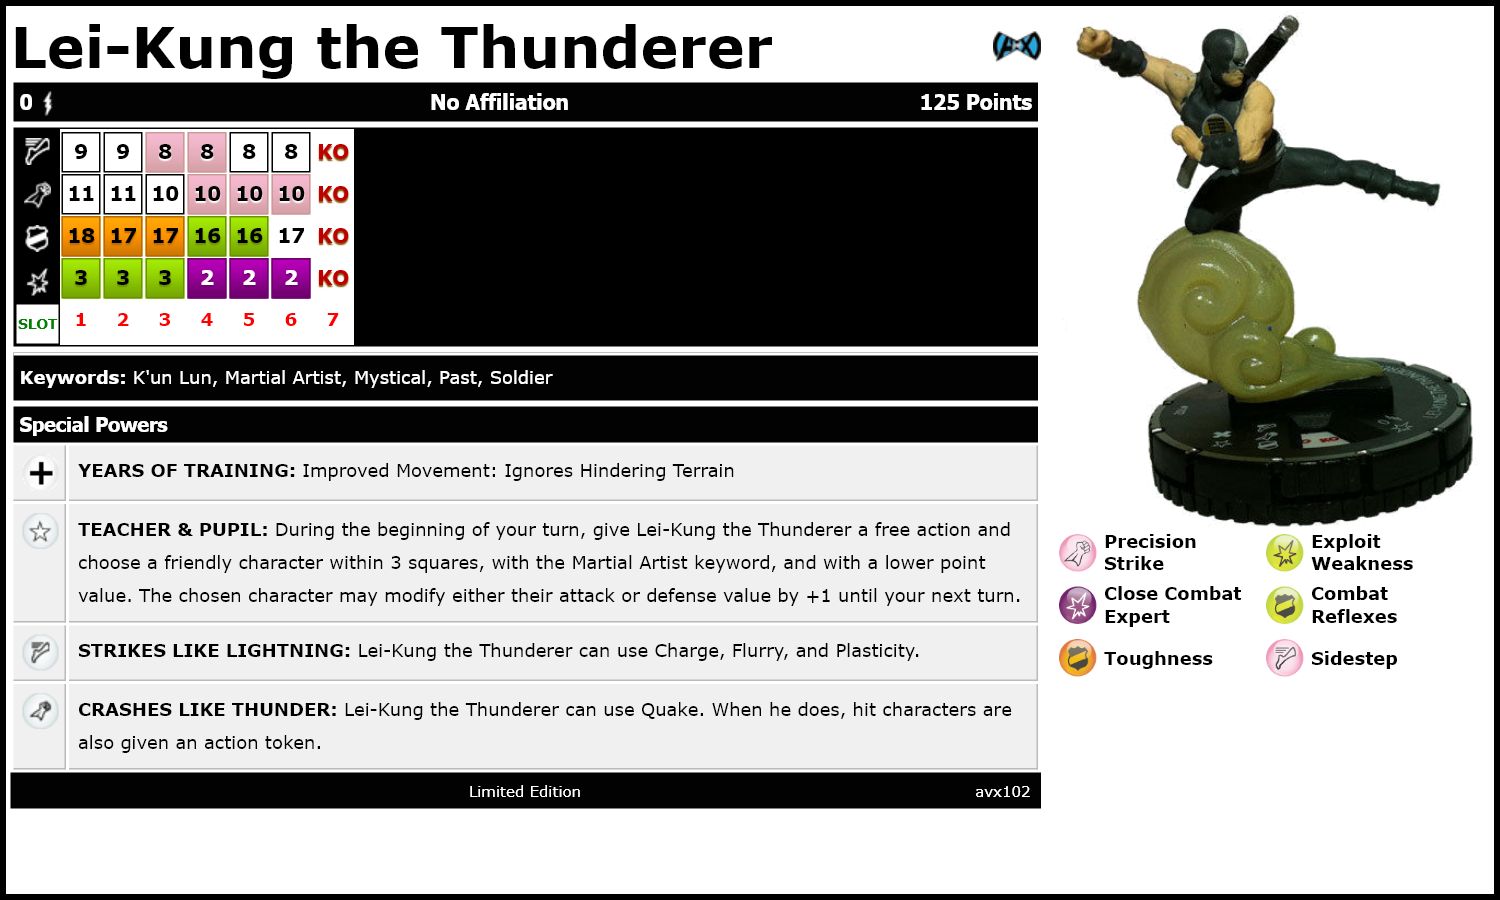 Lei-Kung the Thunderer
AX
0 No Affiliation 125 Points
9 9 8 8 8 8 KO
11 11 10 10 10 10 KO
18 17 17 16 16 17 KO
3 3 3 2 2 2 KO
SLOT 1 2 3 4 5 6 7
Keywords: K'un Lun, Martial Artist, Mystical, Past, Soldier
Special Powers
YEARS OF TRAINING: Improved Movement: Ignores Hindering Terrain
TEACHER & PUPIL: During the beginning of your turn, give Lei-Kung the Thunderer a free action and
choose a friendly character within 3 squares, with the Martial Artist keyword, and with a lower point
value. The chosen character may modify either their attack or defense value by +1 until your next turn.
STRIKES LIKE LIGHTNING: Lei-Kung the Thunderer can use Charge, Flurry, and Plasticity.
CRASHES LIKE THUNDER: Lei-Kung the Thunderer can use Quake. When he does, hit characters are
also given an action token.
Limited Edition avx102
LEI-KUNG THE THUNDERER
KO
Precision
Strike
Exploit
Weakness
Close Combat
Expert
Combat
Reflexes
Toughness
Sidestep